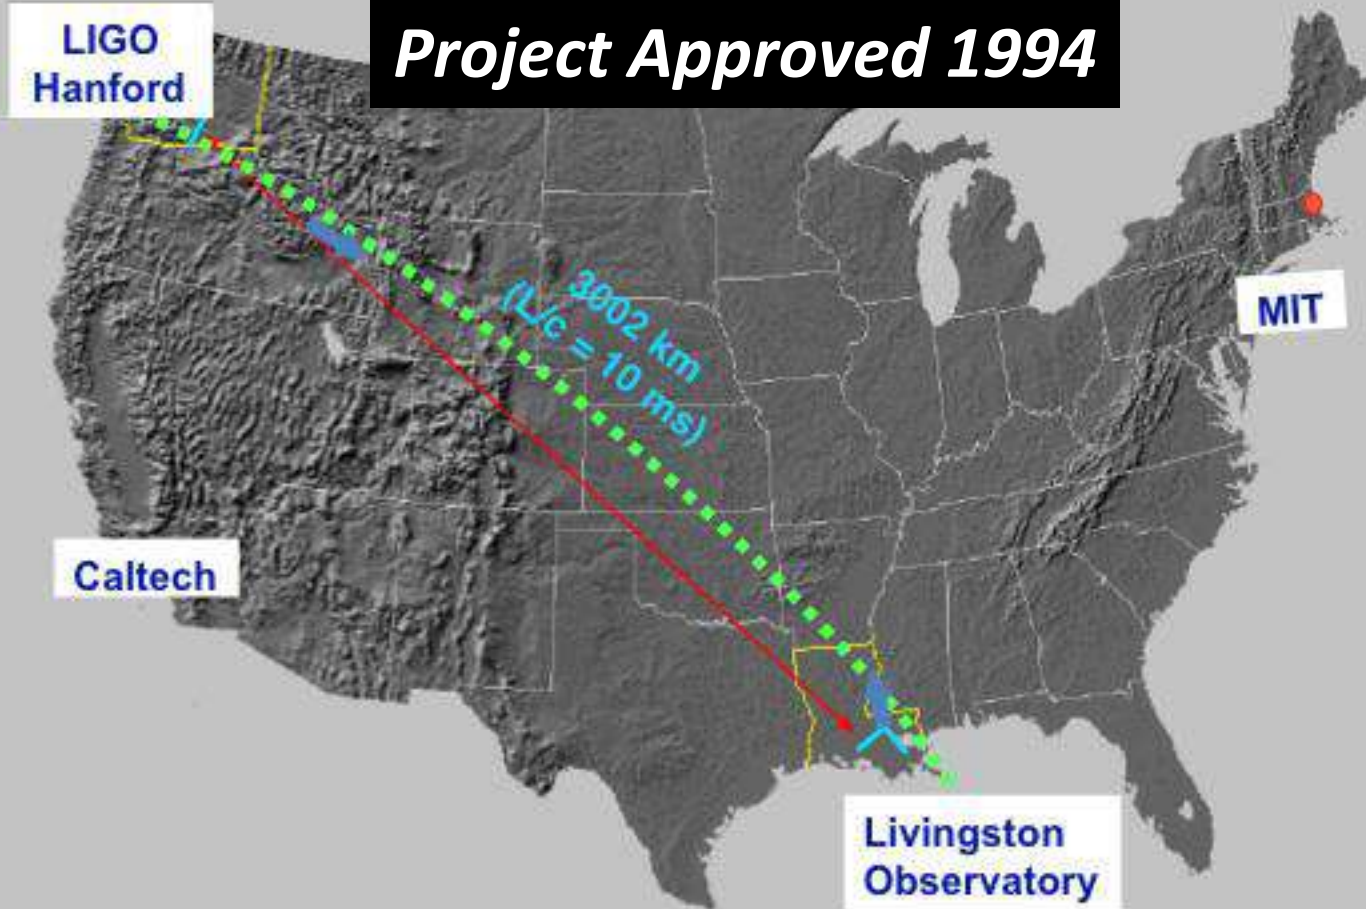 LIGO
Hanford
Project Approved 1994
3002 km
(L/c = 10 ms)
MIT
Caltech
Livingston
Observatory